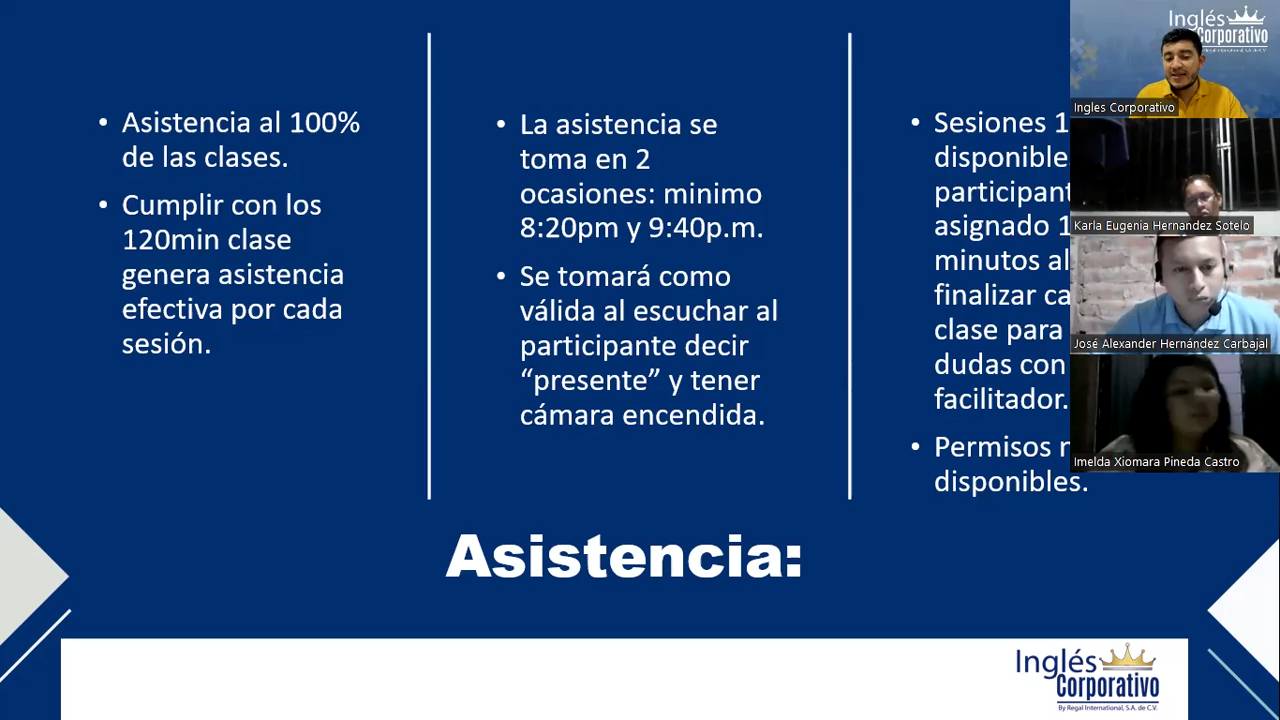 • Asistencia al 100%
de las clases.
• Cumplir con los
120min clase
genera asistencia
efectiva por cada
sesión.
• La asistencia se
toma en 2
ocasiones: minimo
8:20pm y 9:40p.m.
• Se tomará como
válida al escuchar al
participante decir
“presente” y tener
cámara encendida.
• Sesiones 1
disponible
participant
asignado 1
minutos al
finalizar ca
clase para
dudas con
facilitador.
• Permisos n
disponibles.
Asistencia:
Inglés
Corporativo
By Regal International, S.A. de C.V.
Inglés
Corporativo
By Regal International, S.A. de C.V.
Ingles Corporativo
Karla Eugenia Hernandez Sotelo
José Alexander Hernández Carbajal
Imelda Xiomara Pineda Castro